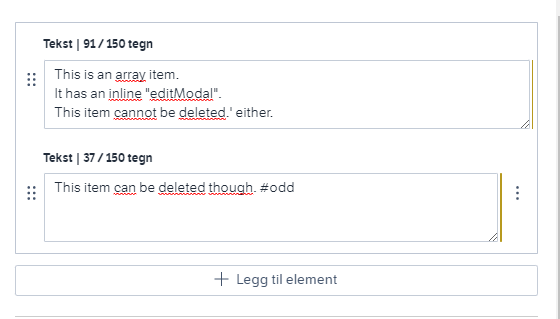 Tekst | 91 / 150 tegn
This is an array item.
It has an inline "editModal".
This item cannot be deleted.' either.
Tekst | 37 / 150 tegn
This item can be deleted though. #odd
+ Legg til element